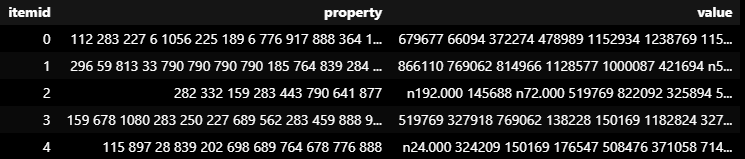 itemid property value
0 112 283 227 6 1056 225 189 6 776 917 888 364 1... 679677 66094 372274 478989 1152934 1238769 115...
1 296 59 813 33 790 790 790 790 185 764 839 284 ... 866110 769062 814966 1128577 1000087 421694 n5...
2 282 332 159 283 443 790 641 877 n192.000 145688 n72.000 519769 822092 325894 5...
3 159 678 1080 283 250 227 689 562 283 459 888 9... 519769 327918 769062 138228 150169 1182824 327...
4 115 897 28 839 202 698 689 764 678 776 888 n24.000 324209 150169 176547 508476 371058 714...